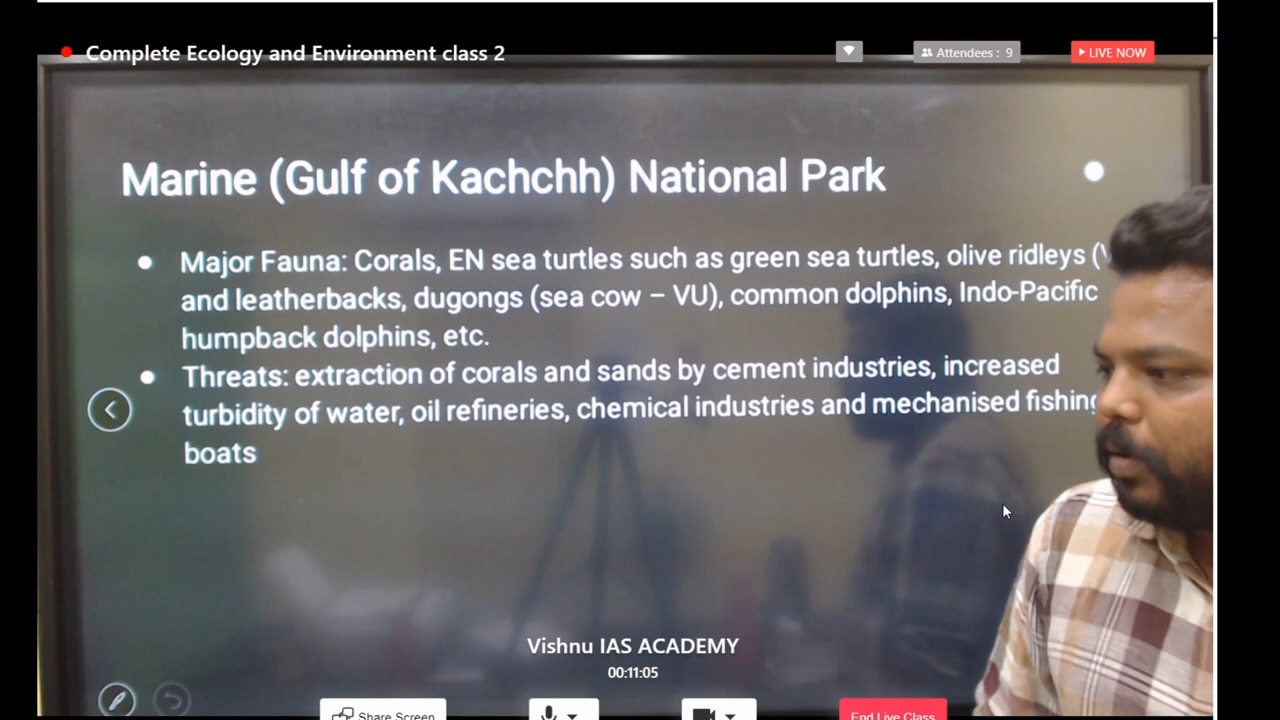 Complete Ecology and Environment class 2
Attendees : 9
LIVE NOW
Marine (Gulf of Kachchh) National Park
• Major Fauna: Corals, EN sea turtles such as green sea turtles, olive ridleys (
and leatherbacks, dugongs (sea cow – VU), common dolphins, Indo-Pacific
humpback dolphins, etc.
• Threats: extraction of corals and sands by cement industries, increased
turbidity of water, oil refineries, chemical industries and mechanised fishing
boats
Vishnu IAS ACADEMY
00:11:05
Share Screen
End Live Class